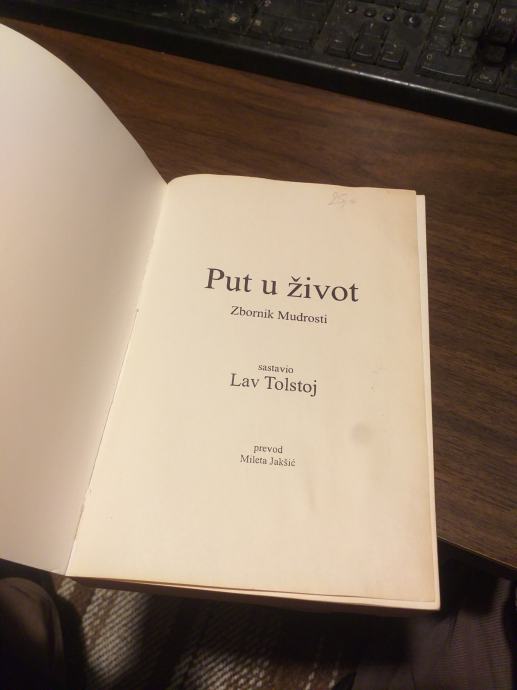 Put u život
Zbornik Mudrosti
sastavio
Lav Tolstoj
prevod
Mileta Jakšić